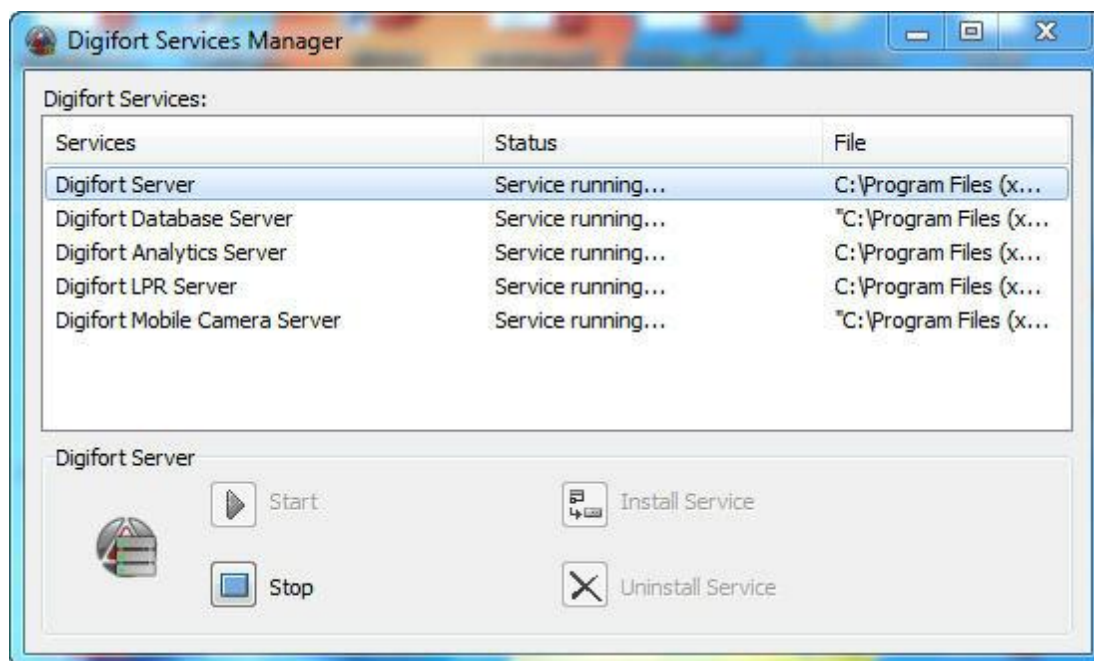 Digifort Services Manager
Digifort Services:
Services Status File
Digifort Server Service running... C:\Program Files (x...
Digifort Database Server Service running... "C:\Program Files (x...
Digifort Analytics Server Service running... C:\Program Files (x...
Digifort LPR Server Service running... C:\Program Files (x...
Digifort Mobile Camera Server Service running... "C:\Program Files (x...
Digifort Server
Start Install Service
Stop Uninstall Service